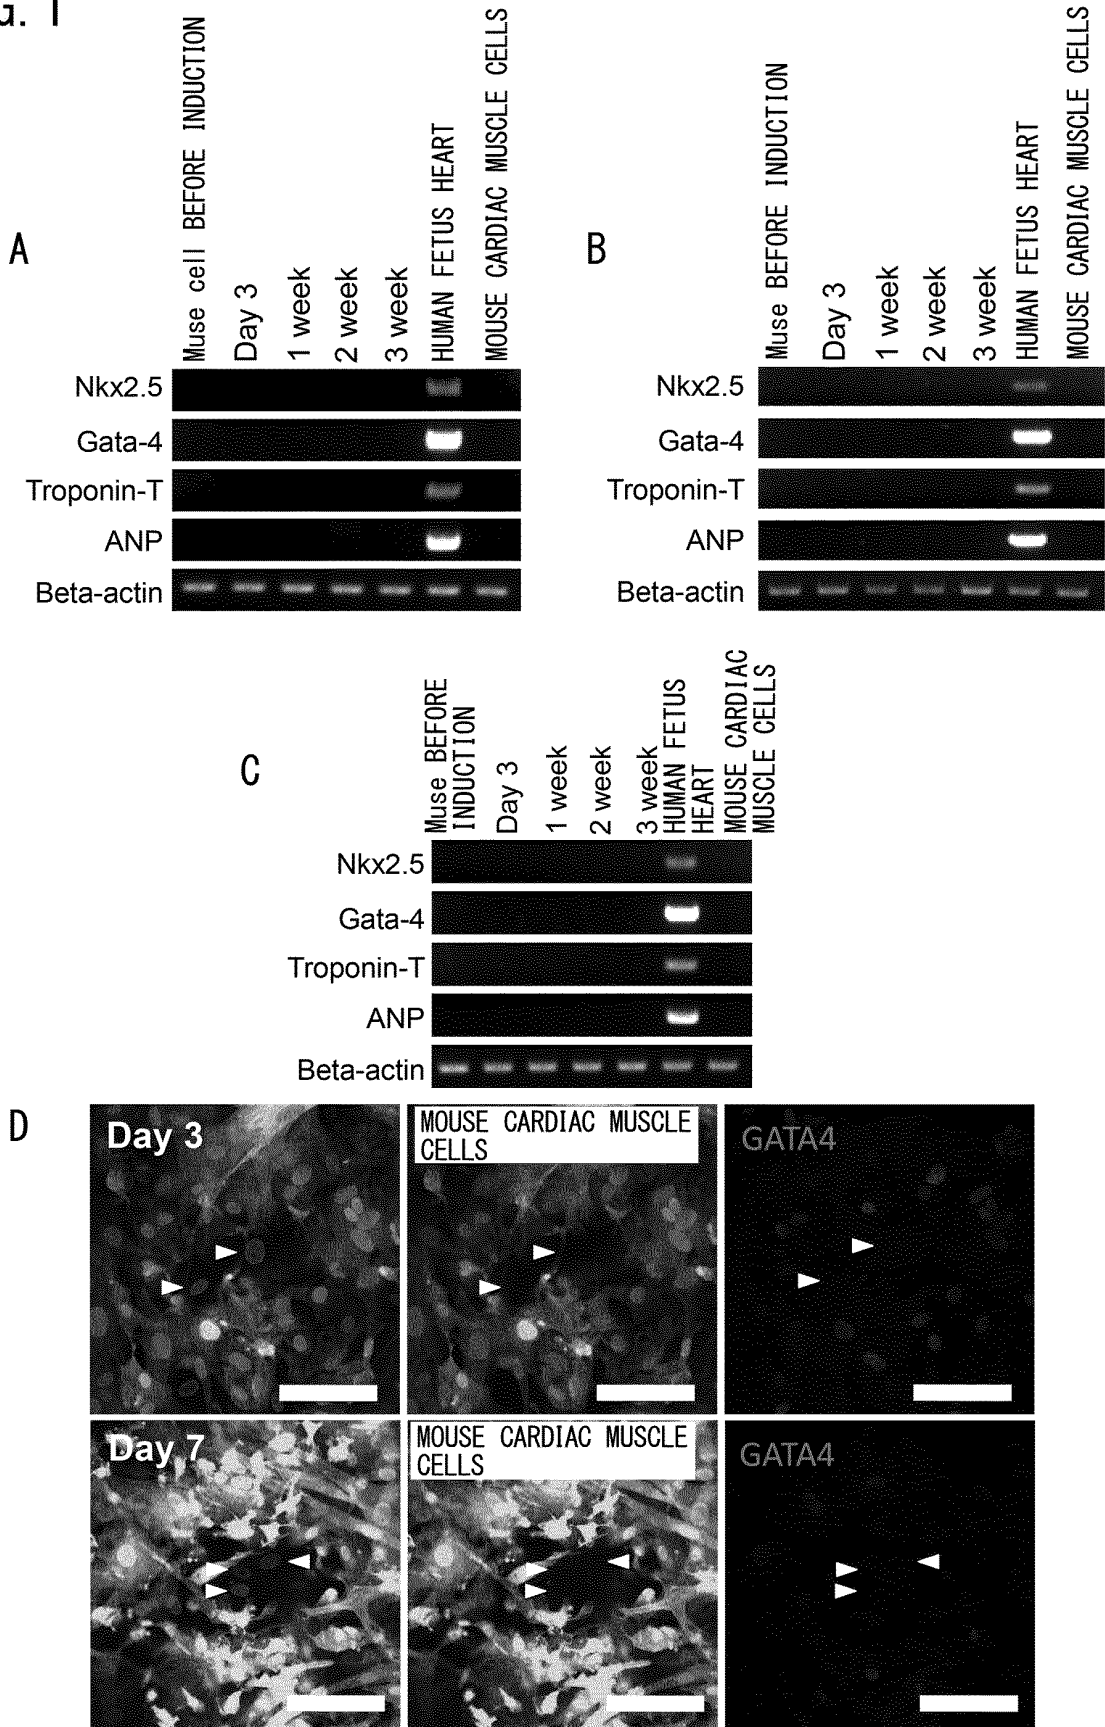 G. 1
A
Muse cell BEFORE INDUCTION
Day 3
1 week
2 week
3 week
HUMAN FETUS HEART
MOUSE CARDIAC MUSCLE CELLS
Nkx2.5
Gata-4
Troponin-T
ANP
Beta-actin
B
Muse BEFORE INDUCTION
Day 3
1 week
2 week
3 week
HUMAN FETUS HEART
MOUSE CARDIAC MUSCLE CELLS
Nkx2.5
Gata-4
Troponin-T
ANP
Beta-actin
C
Muse BEFORE
INDUCTION
Day 3
1 week
2 week
3 week
HUMAN FETUS
HEART
MOUSE CARDIAC
MUSCLE CELLS
Nkx2.5
Gata-4
Troponin-T
ANP
Beta-actin
D
Day 3
MOUSE CARDIAC MUSCLE
CELLS
GATA4
Day 7
MOUSE CARDIAC MUSCLE
CELLS
GATA4